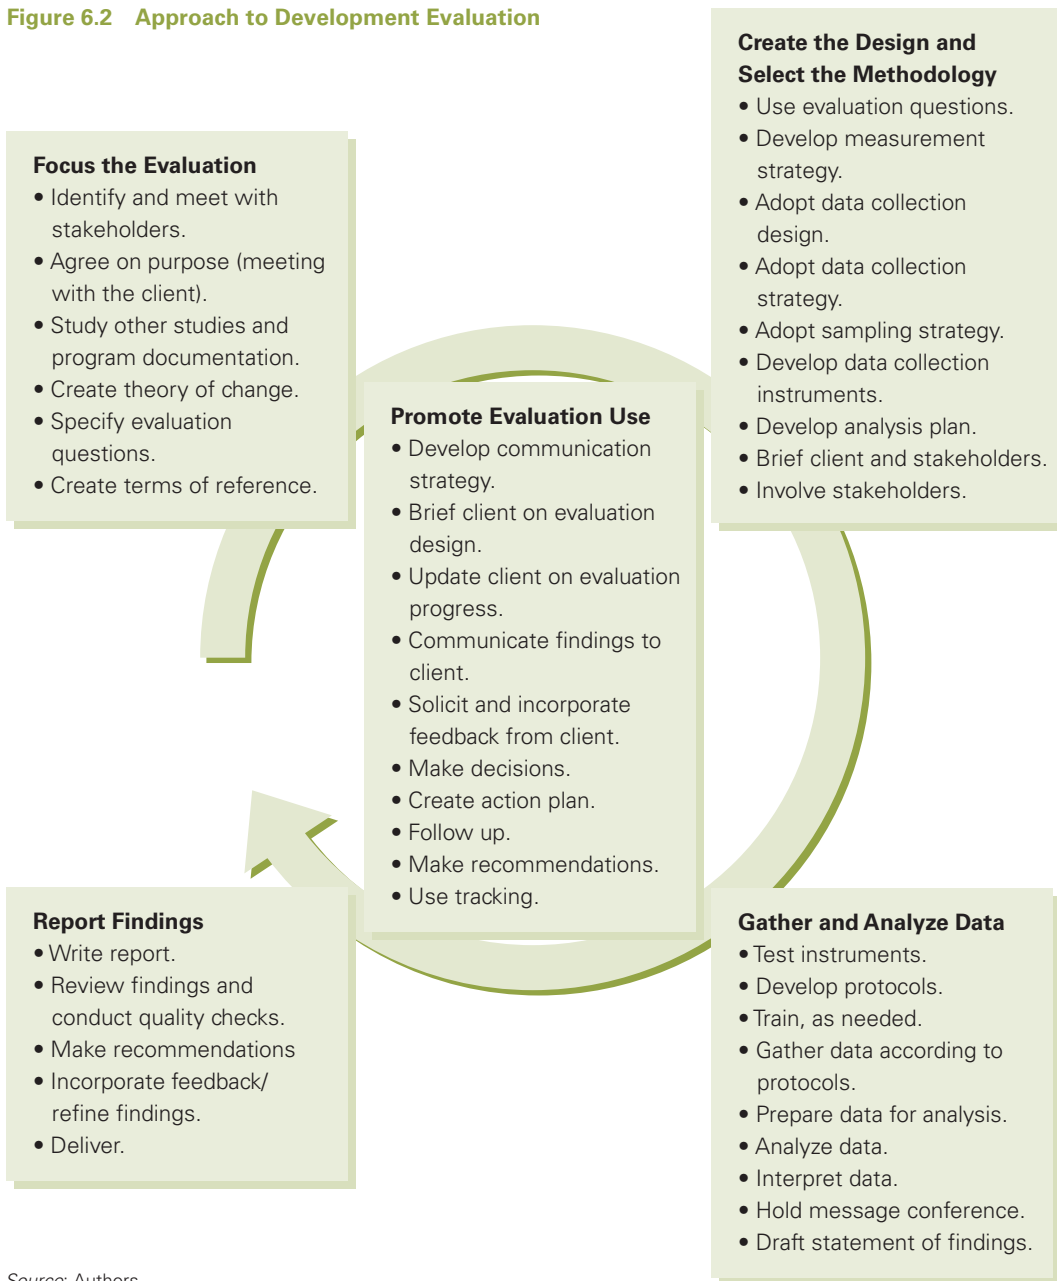 Figure 6.2 Approach to Development Evaluation
Focus the Evaluation
• Identify and meet with
stakeholders.
• Agree on purpose (meeting
with the client).
• Study other studies and
program documentation.
• Create theory of change.
• Specify evaluation
questions.
• Create terms of reference.
Create the Design and
Select the Methodology
• Use evaluation questions.
• Develop measurement
strategy.
• Adopt data collection
design.
• Adopt data collection
strategy.
• Adopt sampling strategy.
• Develop data collection
instruments.
• Develop analysis plan.
• Brief client and stakeholders.
• Involve stakeholders.
Promote Evaluation Use
• Develop communication
strategy.
• Brief client on evaluation
design.
• Update client on evaluation
progress.
• Communicate findings to
client.
• Solicit and incorporate
feedback from client.
• Make decisions.
• Create action plan.
• Follow up.
• Make recommendations.
• Use tracking.
Report Findings
• Write report.
• Review findings and
conduct quality checks.
• Make recommendations
• Incorporate feedback/
refine findings.
• Deliver.
Gather and Analyze Data
• Test instruments.
• Develop protocols.
• Train, as needed.
• Gather data according to
protocols.
• Prepare data for analysis.
• Analyze data.
• Interpret data.
• Hold message conference.
• Draft statement of findings.
Source: Authors